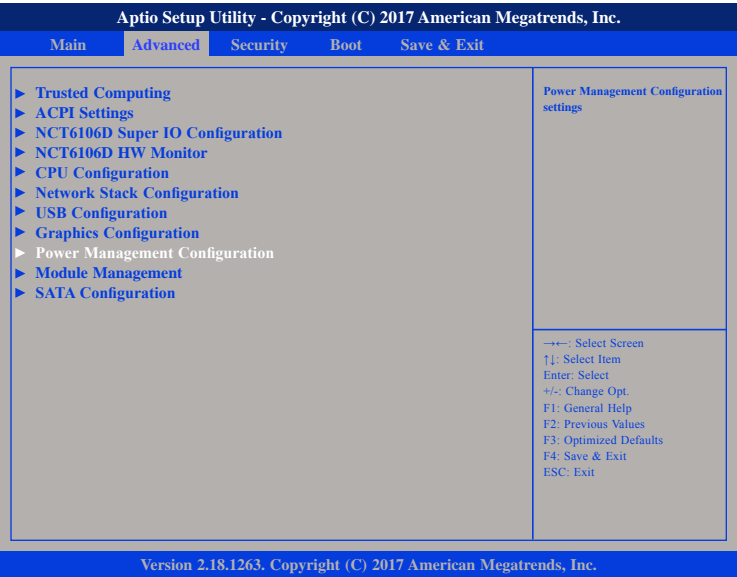 Aptio Setup Utility - Copyright (C) 2017 American Megatrends, Inc.
Main Advanced Security Boot Save & Exit
► Trusted Computing
► ACPI Settings
► NCT6106D Super IO Configuration
► NCT6106D HW Monitor
► CPU Configuration
► Network Stack Configuration
► USB Configuration
► Graphics Configuration
► Power Management Configuration
► Module Management
► SATA Configuration
Power Management Configuration
settings
→←: Select Screen
↑↓: Select Item
Enter: Select
+/-: Change Opt.
F1: General Help
F2: Previous Values
F3: Optimized Defaults
F4: Save & Exit
ESC: Exit
Version 2.18.1263. Copyright (C) 2017 American Megatrends, Inc.